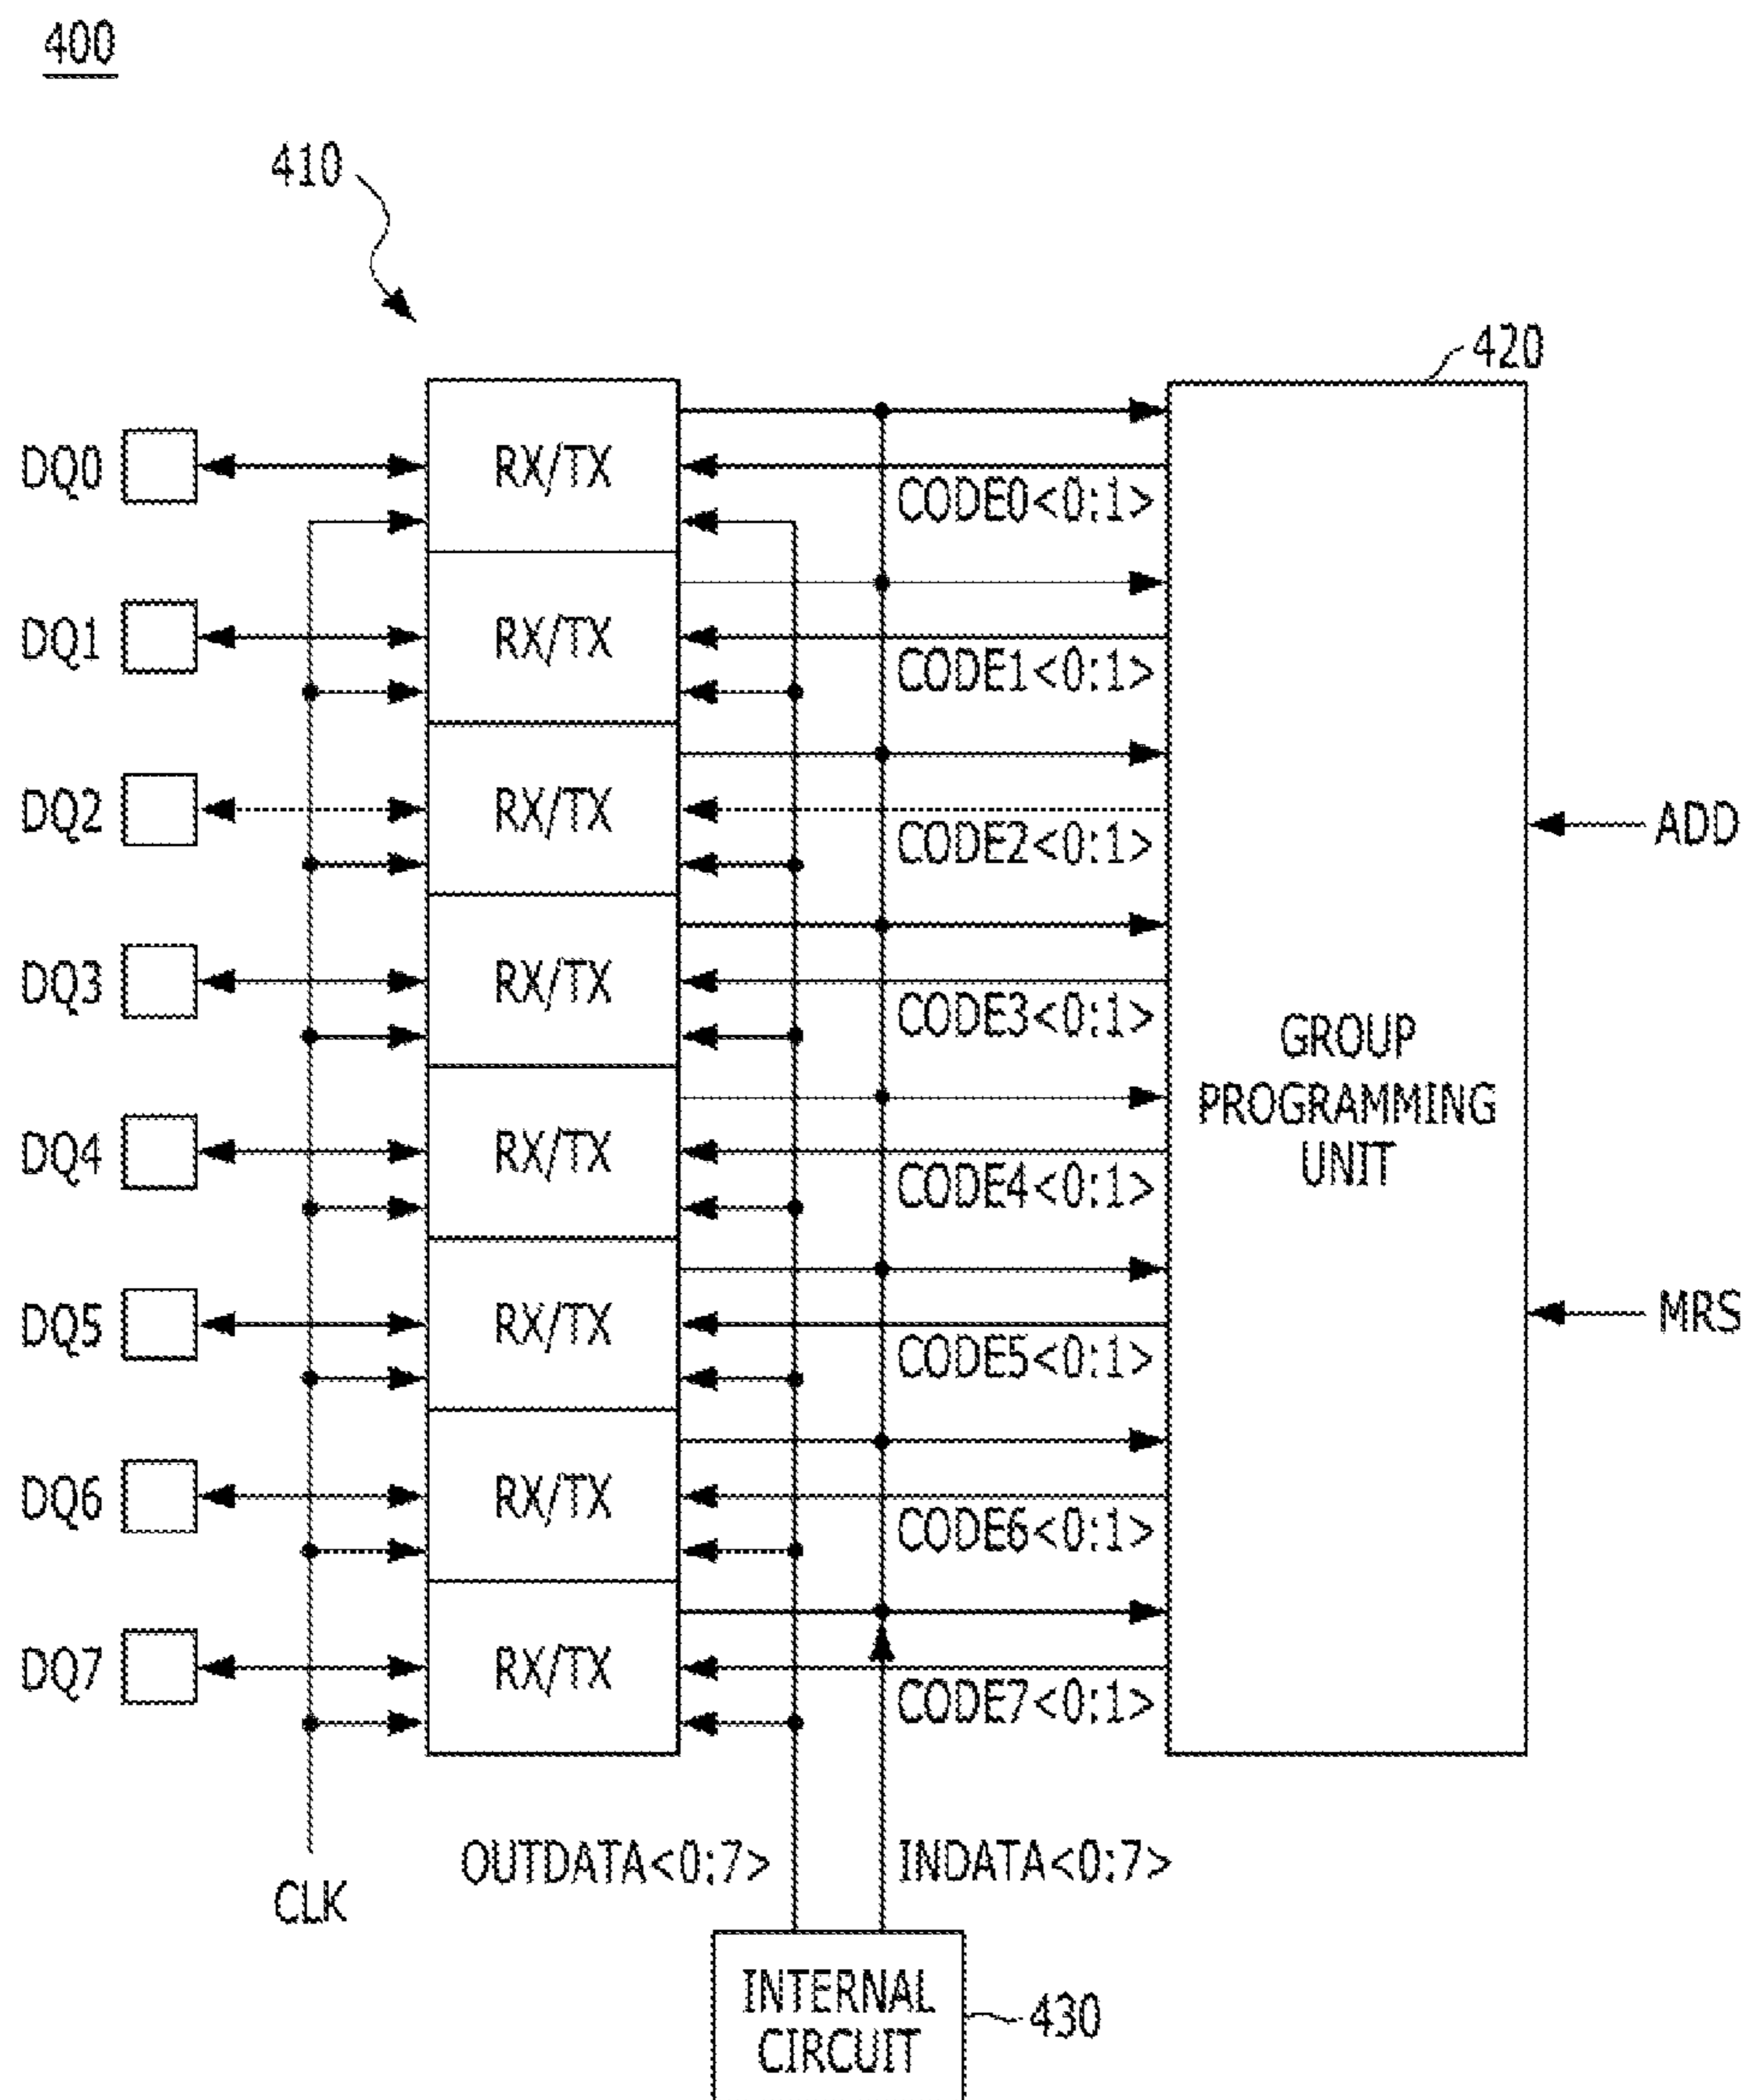 400
410
420
DQ0
RX/TX
CODE0<0:1>
DQ1
RX/TX
CODE1<0:1>
DQ2
RX/TX
CODE2<0:1>
ADD
DQ3
RX/TX
CODE3<0:1>
GROUP
PROGRAMMING
UNIT
DQ4
RX/TX
CODE4<0:1>
DQ5
RX/TX
CODE5<0:1>
MRS
DQ6
RX/TX
CODE6<0:1>
DQ7
RX/TX
CODE7<0:1>
CLK
OUTDATA<0:7>
INDATA<0:7>
INTERNAL
CIRCUIT
430